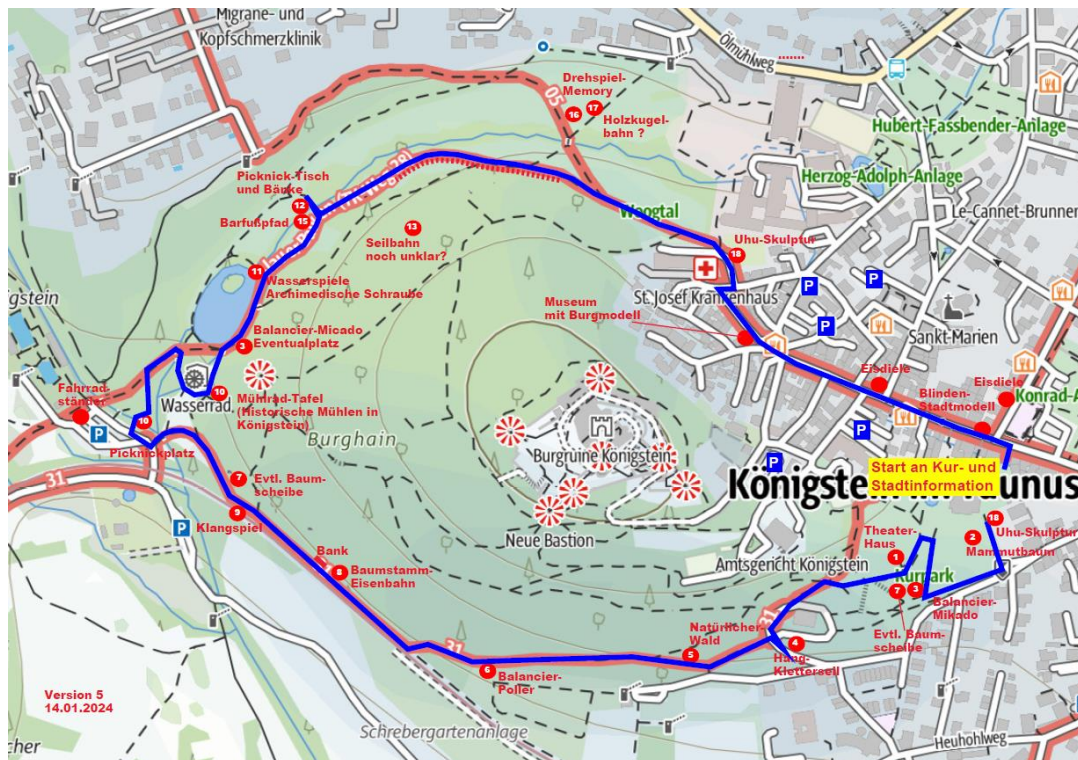 Migräne- und
Kopfschmerzklinik
Ölmühlweg
Drehspiel-
Memory
05
16
17
Holzkugel-
bahn ?
Hubert-Fassbender-Anlage
Herzog-Adolph-Anlage
Le-Cannet-Brunnen
Picknick-Tisch
und Bänke
12
15
Barfußpfad
13
Seilbahn
noch unklar?
Woogtal
Uhu-Skulptur
18
11
Wasserspiele
Archimedische Schraube
St. Josef Krankenhaus
P
P
Museum
mit Burgmodell
Sankt-Marien
3
Balancier-Micado
Eventualplatz
Eisdiele
Eisdiele
Blinden-
Stadtmodell
Fahrrad-
ständer
Wasserrad
10
Mühlrad-Tafel
(Historische Mühlen in
Königstein)
10
P
Picknickplatz
Burghain
Burgruine Königstein
P
P
Start an Kur- und
Stadtinformation
31
7
Evtl. Baum-
scheibe
9
Klangspiel
P
Neue Bastion
Theater-
Haus
1
2
18
Uhu-Skulptur
Mammutbaum
Amtsgericht Königstein
Kurpark
7
3
Balancier-
Mikado
Evtl. Baum-
scheibe
Bank
8
Baumstamm-
Eisenbahn
31
31
Natürlicher-
Wald
5
4
Hang-
Kletterseil
6
Balancier-
Poller
Version 5
14.01.2024
Schrebergartenanlage
Heuhohlweg